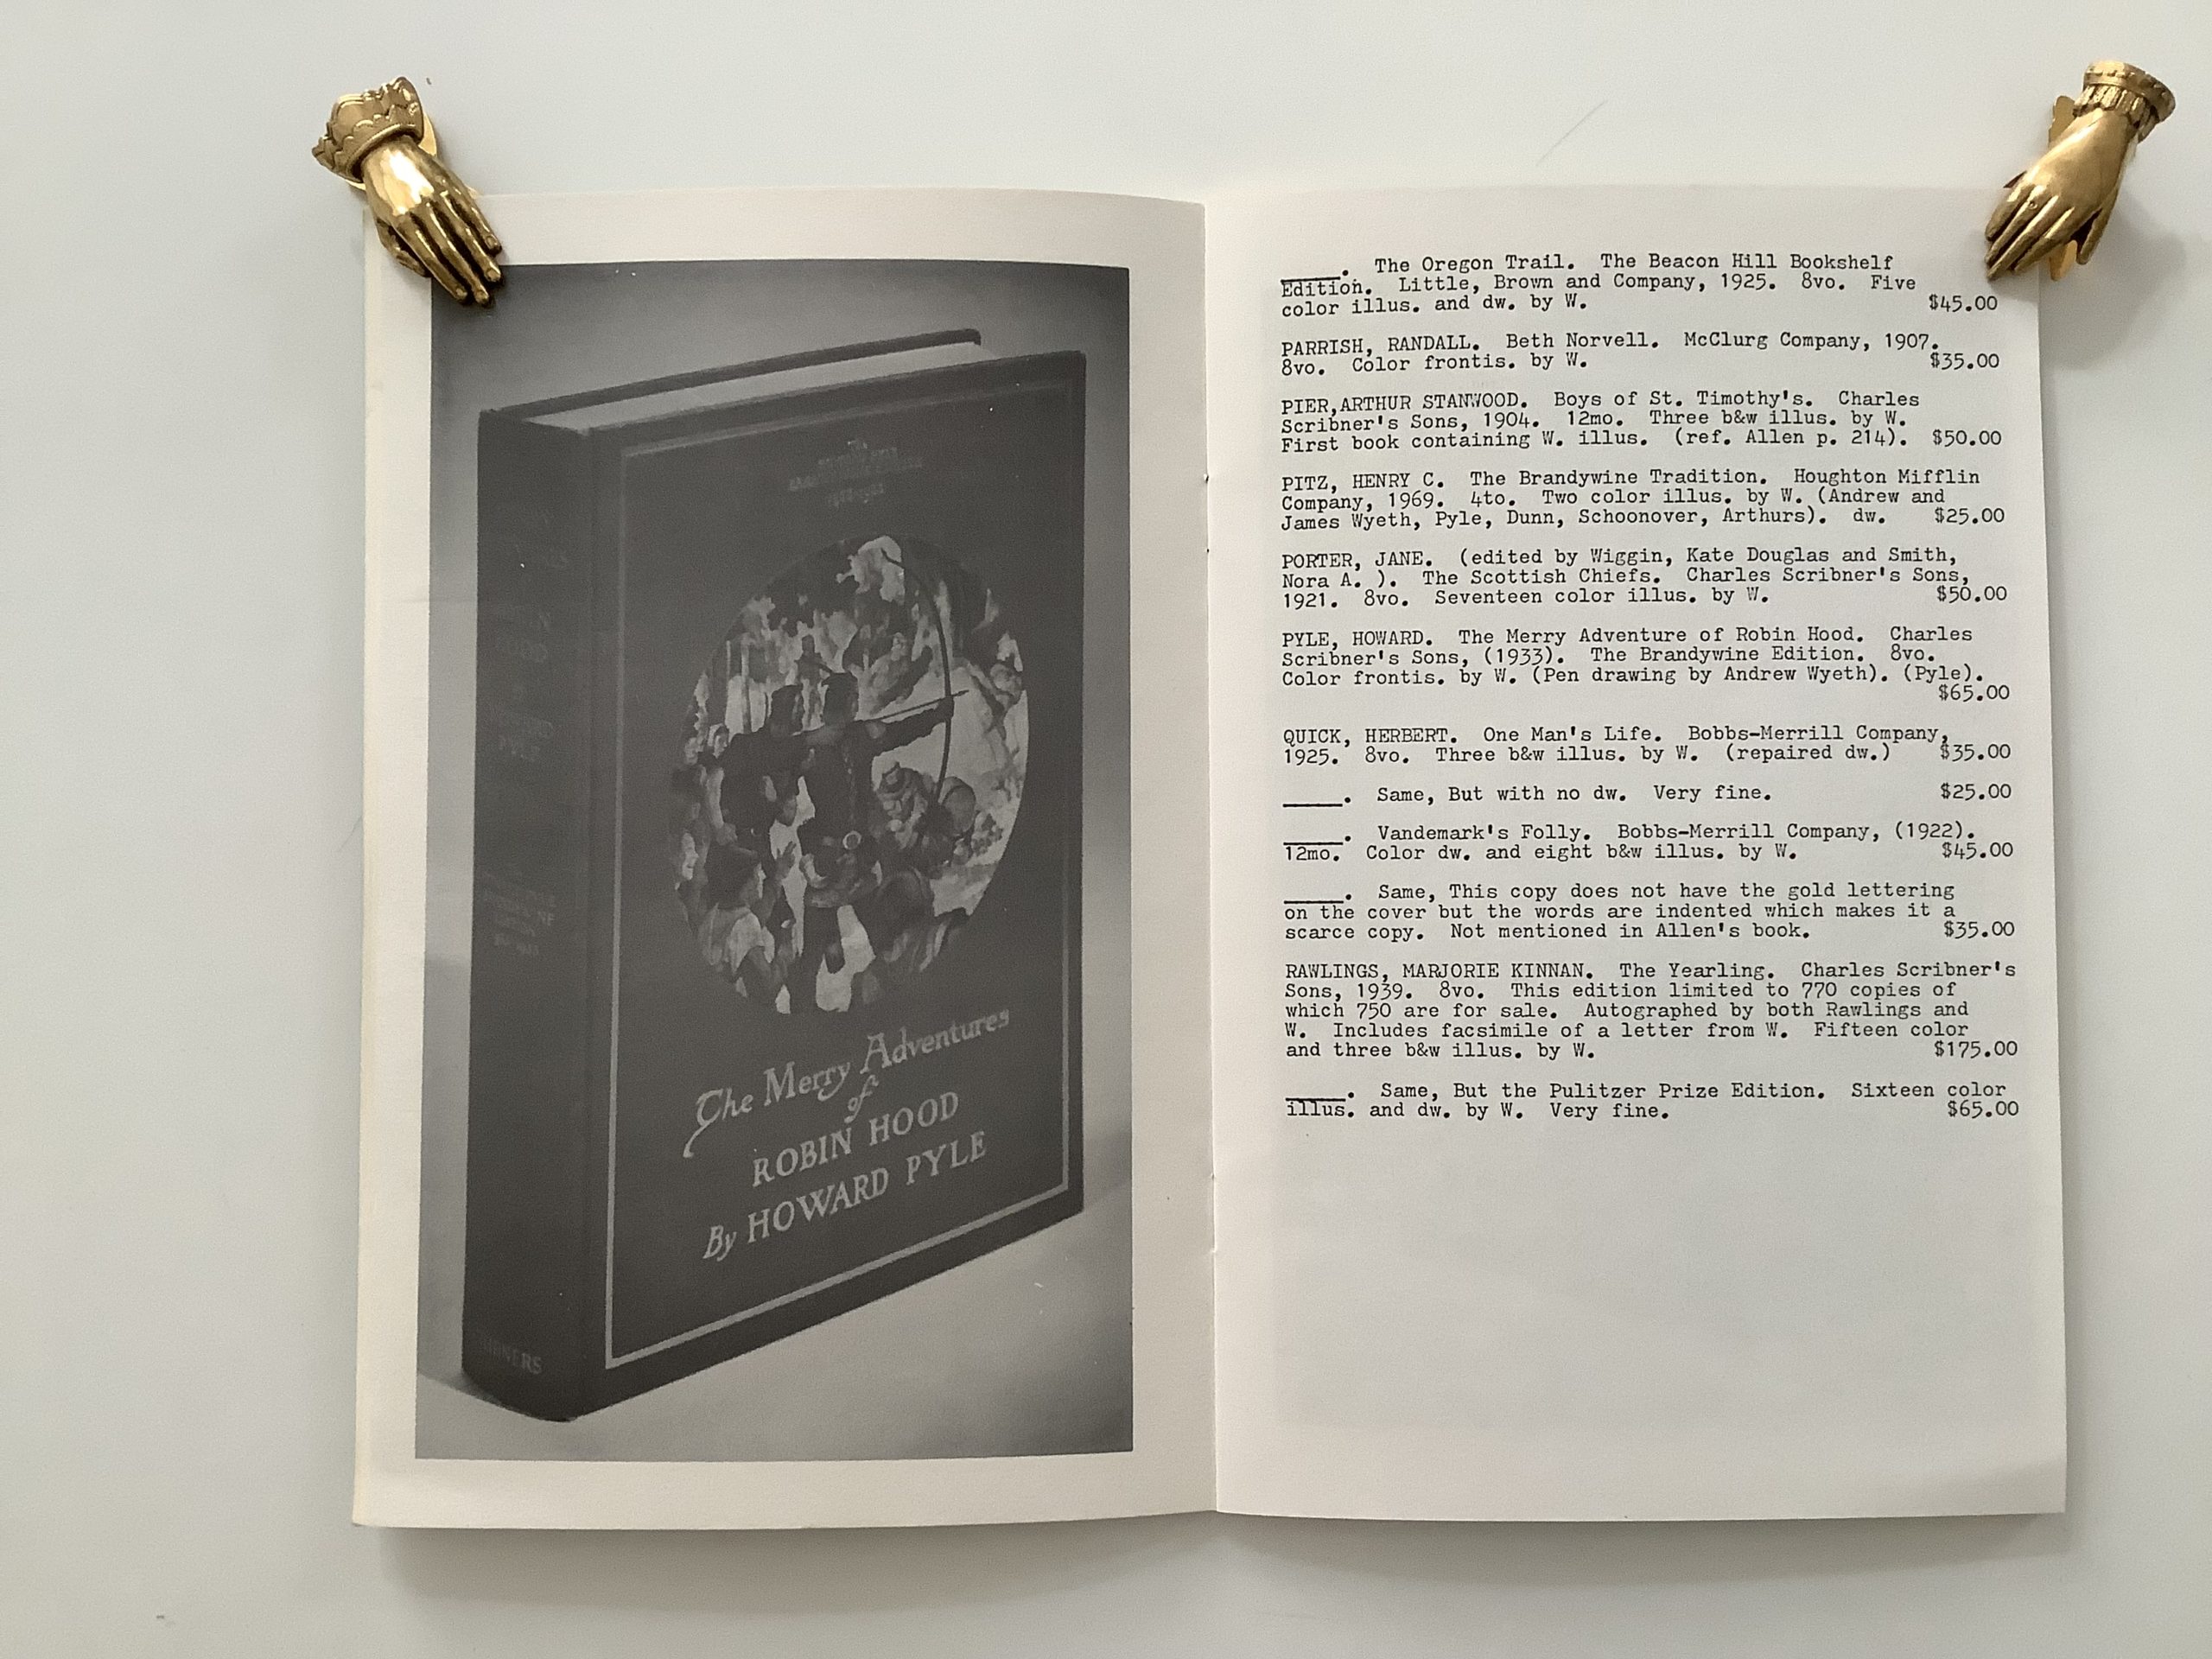 The Merry Adventures
of
ROBIN HOOD
By HOWARD PYLE
PYLE
_____. The Oregon Trail. The Beacon Hill Bookshelf
Edition. Little, Brown and Company, 1925. 8vo. Five
color illus. and dw. by W. $45.00
PARRISH, RANDALL. Beth Norvell. McClurg Company, 1907.
8vo. Color frontis. by W. $35.00
PIER,ARTHUR STANWOOD. Boys of St. Timothy's. Charles
Scribner's Sons, 1904. 12mo. Three b&w illus. by W.
First book containing W. illus. (ref. Allen p. 214). $50.00
PITZ, HENRY C. The Brandywine Tradition. Houghton Mifflin
Company, 1969. 4to. Two color illus. by W. (Andrew and
James Wyeth, Pyle, Dunn, Schoonover, Arthurs). dw. $25.00
PORTER, JANE. (edited by Wiggin, Kate Douglas and Smith,
Nora A. ). The Scottish Chiefs. Charles Scribner's Sons,
1921. 8vo. Seventeen color illus. by W. $50.00
PYLE, HOWARD. The Merry Adventure of Robin Hood. Charles
Scribner's Sons, (1933). The Brandywine Edition. 8vo.
Color frontis. by W. (Pen drawing by Andrew Wyeth). (Pyle).
$65.00
QUICK, HERBERT. One Man's Life. Bobbs-Merrill Company,
1925. 8vo. Three b&w illus. by W. (repaired dw.) $35.00
_____. Same, But with no dw. Very fine. $25.00
_____. Vandemark's Folly. Bobbs-Merrill Company, (1922).
12mo. Color dw. and eight b&w illus. by W. $45.00
_____. Same, This copy does not have the gold lettering
on the cover but the words are indented which makes it a
scarce copy. Not mentioned in Allen's book. $35.00
RAWLINGS, MARJORIE KINNAN. The Yearling. Charles Scribner's
Sons, 1939. 8vo. This edition limited to 770 copies of
which 750 are for sale. Autographed by both Rawlings and
W. Includes facsimile of a letter from W. Fifteen color
and three b&w illus. by W. $175.00
_____. Same, But the Pulitzer Prize Edition. Sixteen color
illus. and dw. by W. Very fine. $65.00